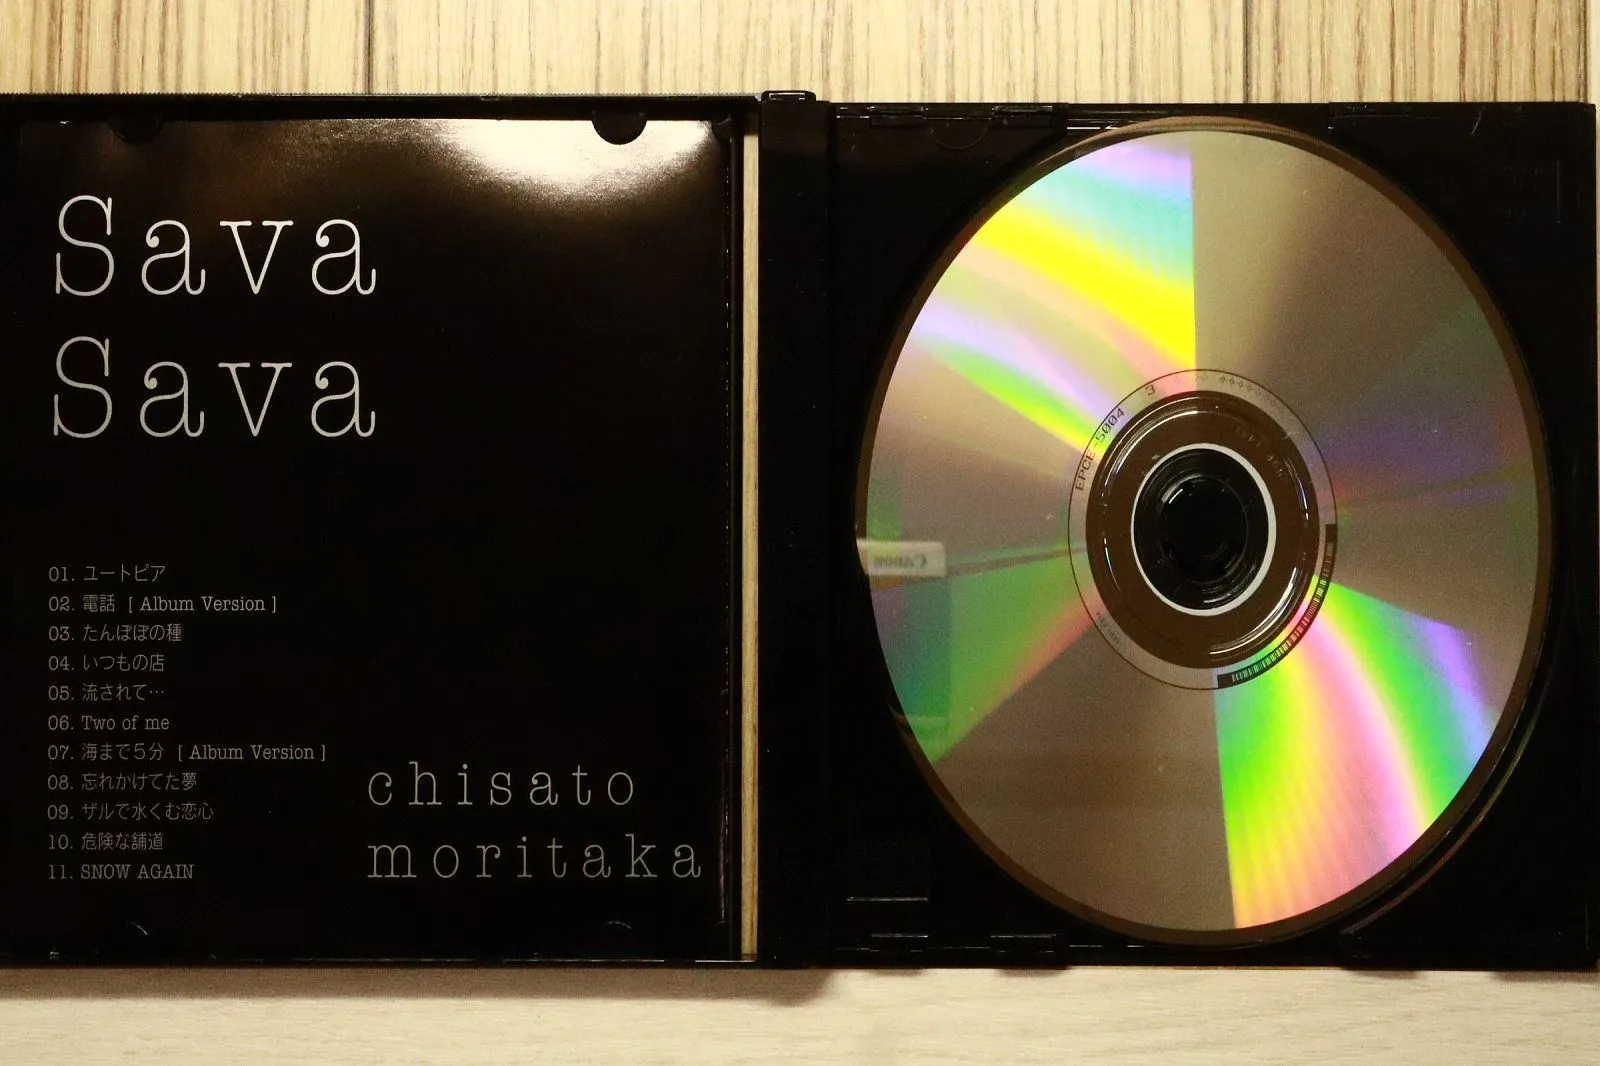 Sava
Sava
01. ユートピア
02. 電話 [ Album Version ]
03. たんぽぽの種
04. いつもの店
05. 流されて…
06. Two of me
07. 海まで5分 [ Album Version ]
08. 忘れかけてた夢
09. ザルで水くむ恋心
10. 危険な舗道
11. SNOW AGAIN
chisato
moritaka
EPCE-5004 3